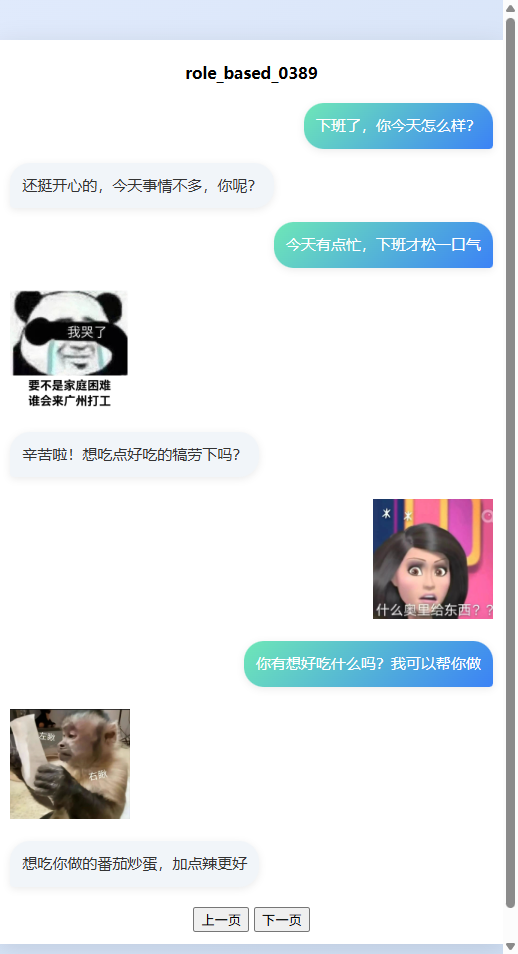 role_based_0389
下班了，你今天怎么样？
还挺开心的，今天事情不多，你呢？
今天有点忙，下班才松一口气
我哭了
要不是家庭困难
谁会来广州打工
辛苦啦！想吃点好吃的犒劳下吗？
什么奥里给东西？？
你有想好吃什么吗？我可以帮你做
左瞅
右瞅
想吃你做的番茄炒蛋，加点辣更好
上一页 下一页